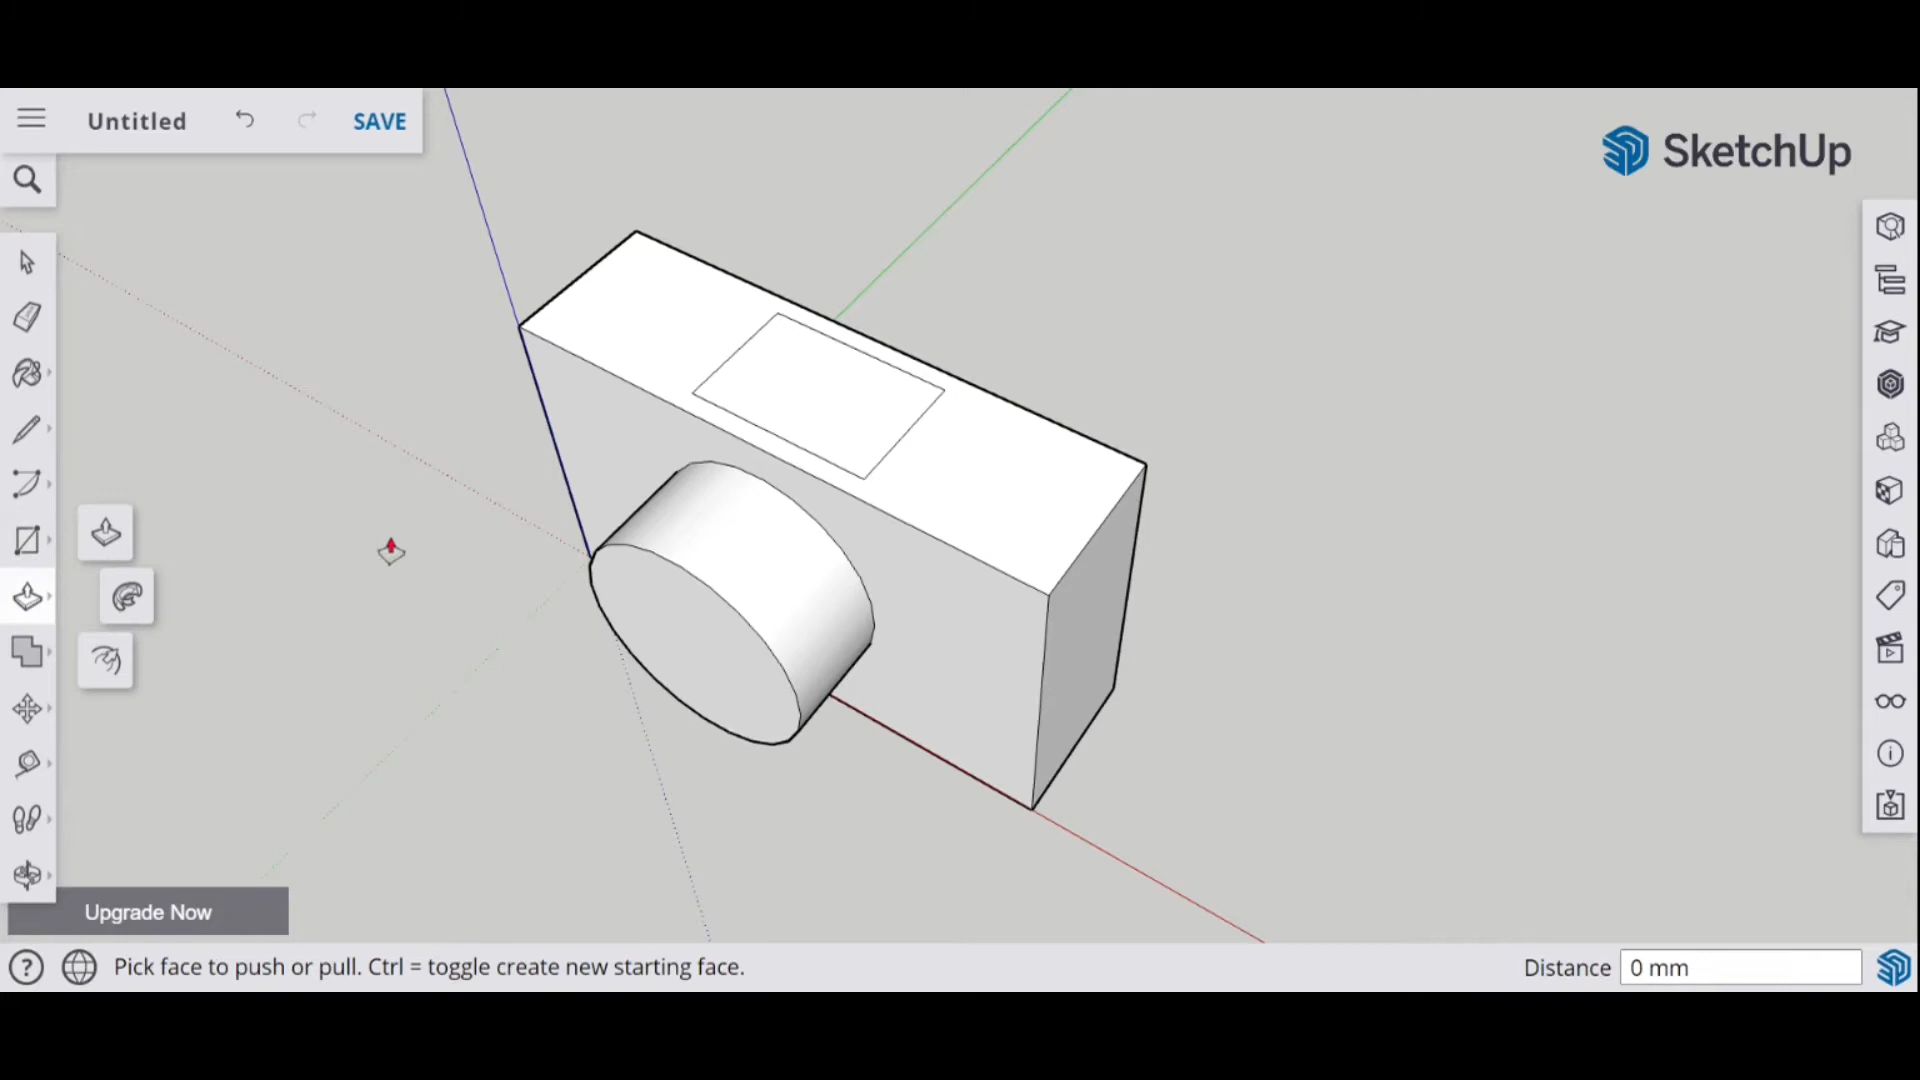 Untitled
SAVE
SketchUp
Upgrade Now
?
Pick face to push or pull. Ctrl = toggle create new starting face.
Distance
0 mm